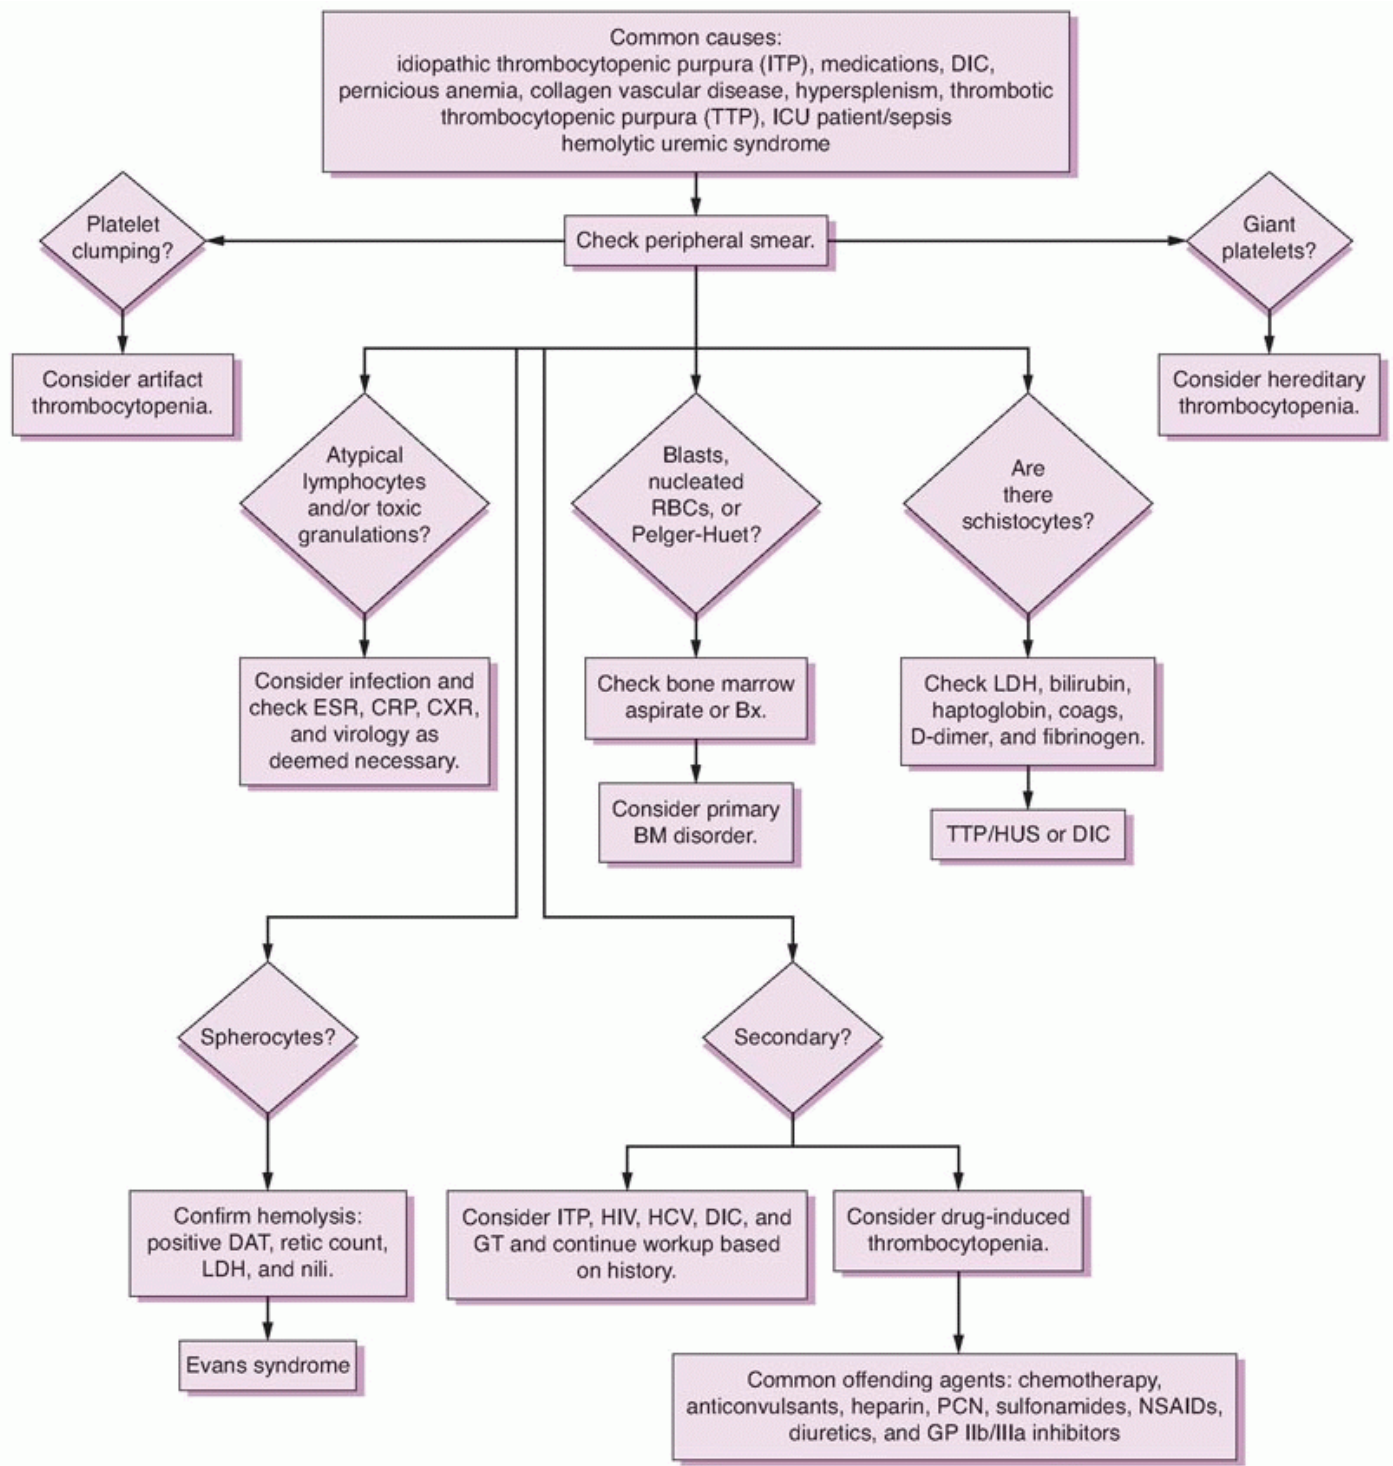 Common causes:
idiopathic thrombocytopenic purpura (ITP), medications, DIC,
pernicious anemia, collagen vascular disease, hypersplenism, thrombotic
thrombocytopenic purpura (TTP), ICU patient/sepsis
hemolytic uremic syndrome
Platelet
clumping?
Check peripheral smear.
Giant
platelets?
Consider artifact
thrombocytopenia.
Consider hereditary
thrombocytopenia.
Atypical
lymphocytes
and/or toxic
granulations?
Blasts,
nucleated
RBCs, or
Pelger-Huet?
Are
there
schistocytes?
Consider infection and
check ESR, CRP, CXR,
and virology as
deemed necessary.
Check bone marrow
aspirate or Bx.
Check LDH, bilirubin,
haptoglobin, coags,
D-dimer, and fibrinogen.
Consider primary
BM disorder.
TTP/HUS or DIC
Spherocytes?
Secondary?
Confirm hemolysis:
positive DAT, retic count,
LDH, and nili.
Consider ITP, HIV, HCV, DIC, and
GT and continue workup based
on history.
Consider drug-induced
thrombocytopenia.
Evans syndrome
Common offending agents: chemotherapy,
anticonvulsants, heparin, PCN, sulfonamides, NSAIDs,
diuretics, and GP IIb/IIIa inhibitors